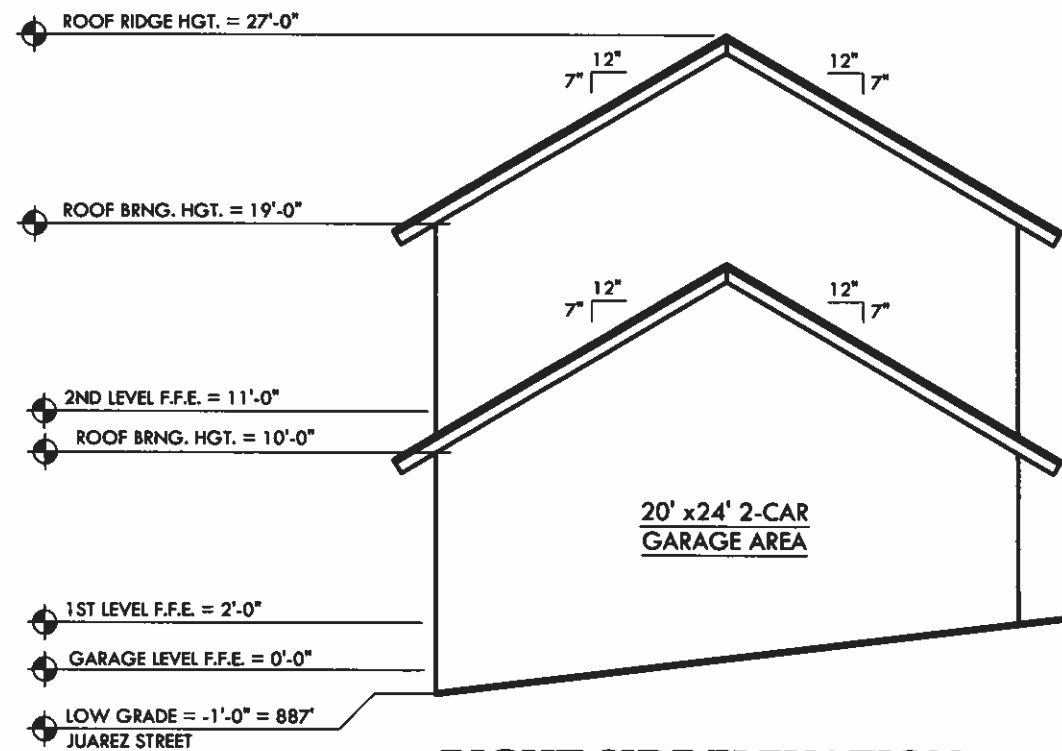 ROOF RIDGE HGT. = 27'-0"
12"
7"
12"
7"
ROOF BRNG. HGT. = 19'-0"
12"
7"
12"
7"
2ND LEVEL F.F.E. = 11'-0"
ROOF BRNG. HGT. = 10'-0"
20' x24' 2-CAR
GARAGE AREA
1ST LEVEL F.F.E. = 2'-0"
GARAGE LEVEL F.F.E. = 0'-0"
LOW GRADE = -1'-0" = 887'
JUAREZ STREET